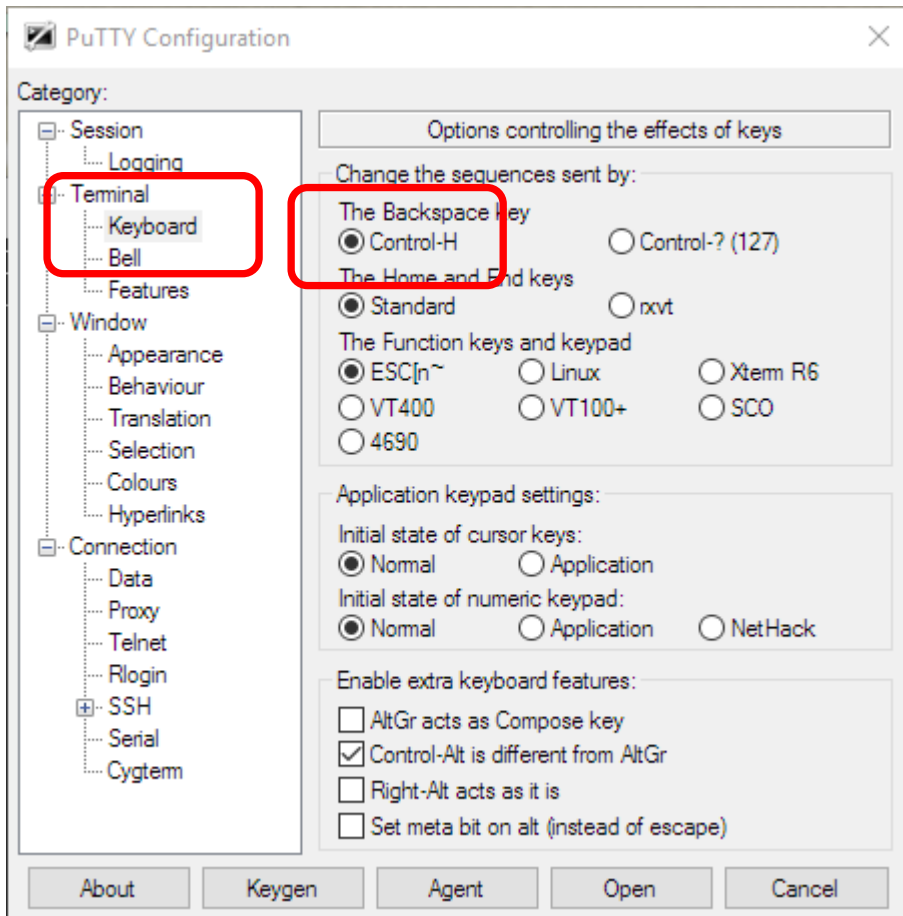 PuTTY Configuration
Category:
Session
Logging
Terminal
Keyboard
Bell
Features
Window
Appearance
Behaviour
Translation
Selection
Colours
Hyperlinks
Connection
Data
Proxy
Telnet
Rlogin
SSH
Serial
Cygterm
Options controlling the effects of keys
Change the sequences sent by:
The Backspace key
Control-H Control-? (127)
The Home and End keys
Standard rxvt
The Function keys and keypad
ESC[n~ Linux Xterm R6
VT400 VT100+ SCO
4690
Application keypad settings:
Initial state of cursor keys:
Normal Application
Initial state of numeric keypad:
Normal Application NetHack
Enable extra keyboard features:
AltGr acts as Compose key
Control-Alt is different from AltGr
Right-Alt acts as it is
Set meta bit on alt (instead of escape)
About Keygen Agent Open Cancel